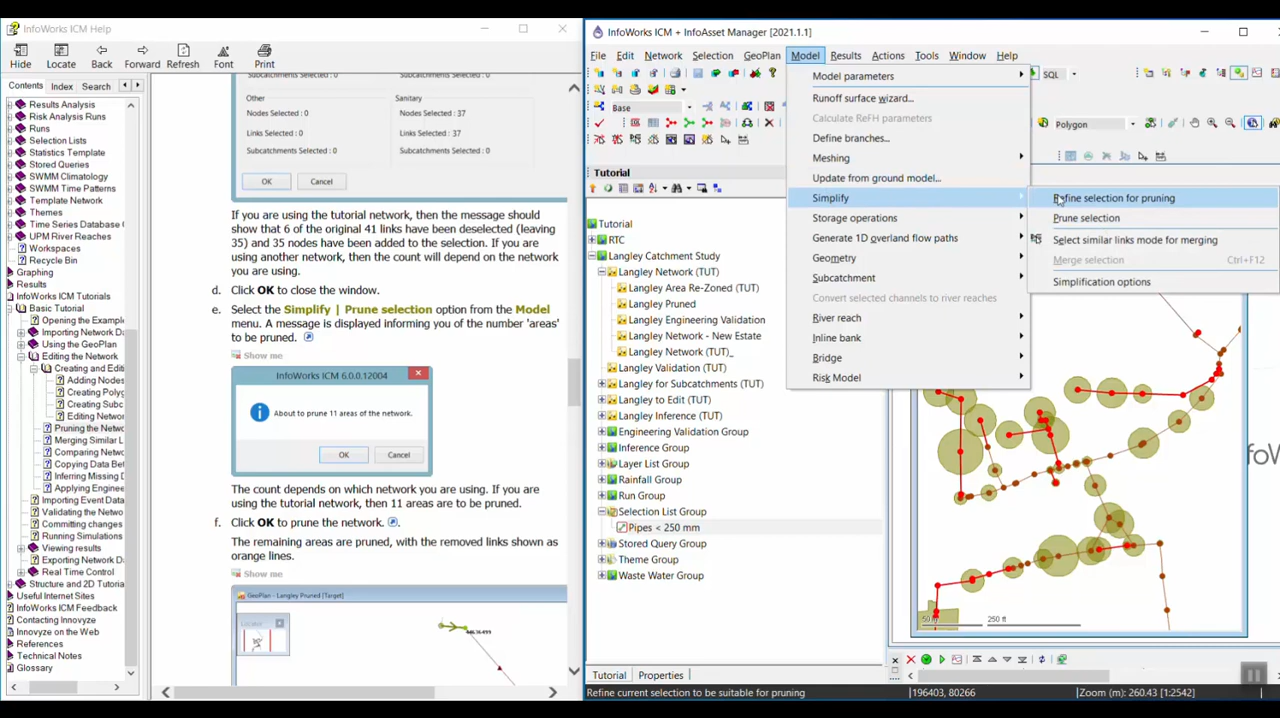 InfoWorks ICM Help
Hide
Locate
Back
Forward
Refresh
Font
Print
Contents
Index
Search
Results Analysis
Risk Analysis Runs
Runs
Selection Lists
Statistics Template
Stored Queries
SWMM Climatology
SWMM Time Patterns
Template Network
Themes
Time Series Database
UPM River Reaches
Workspaces
Recycle Bin
Graphing
Results
InfoWorks ICM Tutorials
Basic Tutorial
Opening the Example
Importing Network D
Using the GeoPlan
Editing the Network
Creating and Edi
Adding Nodes
Creating Polyg
Creating Subc
Editing Netwo
Pruning the Netw
Merging Similar L
Comparing Netwo
Copying Data Be
Inferring Missing D
Applying Enginee
Importing Event Data
Validating the Netwo
Committing changes
Running Simulations
Viewing results
Exporting Network D
Real Time Control
Structure and 2D Tutorial
Useful Internet Sites
InfoWorks ICM Feedback
Contacting Innovyze
Innovyze on the Web
References
Technical Notes
Glossary
Subcatchments Selected: 0
Subcatchments Selected: 0
Other
Sanitary
Nodes Selected : 0
Nodes Selected : 37
Links Selected : 0
Links Selected : 37
Subcatchments Selected : 0
Subcatchments Selected : 0
OK
Cancel
If you are using the tutorial network, then the message should
show that 6 of the original 41 links have been deselected (leaving
35) and 35 nodes have been added to the selection. If you are
using another network, then the count will depend on the network
you are using.
d. Click OK to close the window.
e. Select the Simplify | Prune selection option from the Model
menu. A message is displayed informing you of the number 'areas'
to be pruned.
Show me
InfoWorks ICM 6.0.0.12004
About to prune 11 areas of the network.
OK
Cancel
The count depends on which network you are using. If you are
using the tutorial network, then 11 areas are to be pruned.
f. Click OK to prune the network.
The remaining areas are pruned, with the removed links shown as
orange lines.
Show me
GeoPlan - Langley Pruned [Target]
InfoWorks ICM + InfoAsset Manager [2021.1.1]
File
Edit
Network
Selection
GeoPlan
Model
Results
Actions
Tools
Window
Help
SQL
Base
Polygon
Tutorial
Tutorial
RTC
Langley Catchment Study
Langley Network (TUT)
Langley Area Re-Zoned (TUT)
Langley Pruned
Langley Engineering Validation
Langley Network - New Estate
Langley Network (TUT)_
Langley Validation (TUT)
Langley for Subcatchments (TUT)
Langley to Edit (TUT)
Langley Inference (TUT)
Engineering Validation Group
Inference Group
Layer List Group
Rainfall Group
Run Group
Selection List Group
Pipes < 250 mm
Stored Query Group
Theme Group
Waste Water Group
Model parameters
Runoff surface wizard...
Calculate ReFH parameters
Define branches...
Meshing
Update from ground model...
Simplify
Storage operations
Generate 1D overland flow paths
Geometry
Subcatchment
Convert selected channels to river reaches
River reach
Inline bank
Bridge
Risk Model
Refine selection for pruning
Prune selection
Select similar links mode for merging
Merge selection Ctrl+F12
Simplification options
50 ft
250 ft
Tutorial
Properties
Refine current selection to be suitable for pruning
196403, 80266
Zoom (m): 260.43 (1:2542)